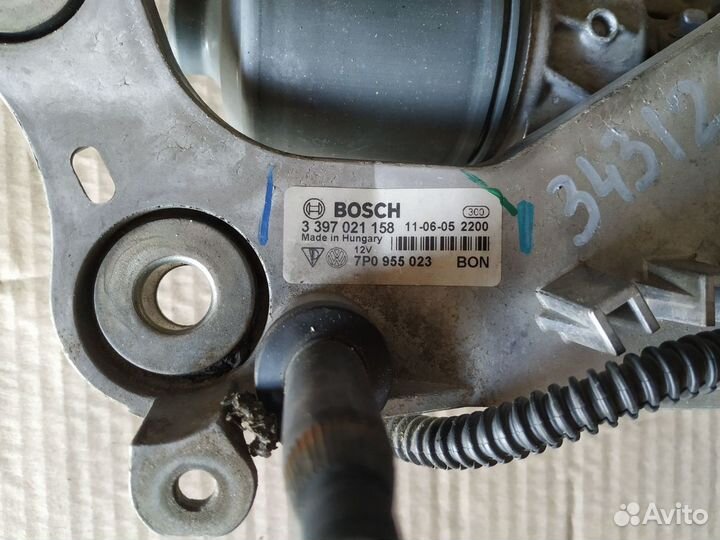 BOSCH 300
3 397 021 158 11-06-05 2200
Made in Hungary
12V
7P0 955 023 BON
34312
Avito